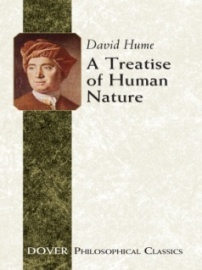 David Hume
A Treatise
of Human
Nature
DOVER PHILOSOPHICAL CLASSICS